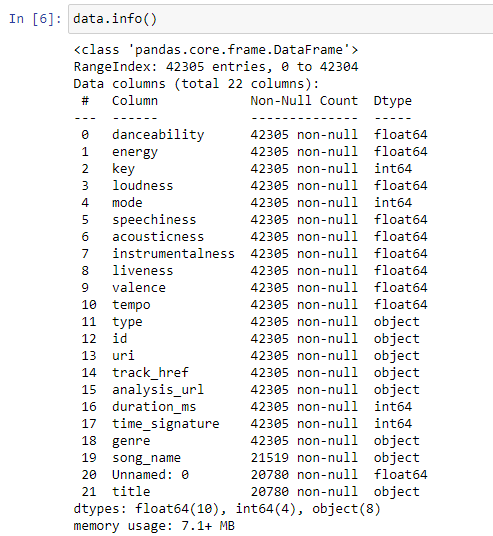 In [6]: data.info()
<class 'pandas.core.frame.DataFrame'>
RangeIndex: 42305 entries, 0 to 42304
Data columns (total 22 columns):
 #   Column            Non-Null Count  Dtype
---  ------            --------------  -----
 0   danceability      42305 non-null  float64
 1   energy            42305 non-null  float64
 2   key               42305 non-null  int64
 3   loudness          42305 non-null  float64
 4   mode              42305 non-null  int64
 5   speechiness       42305 non-null  float64
 6   acousticness      42305 non-null  float64
 7   instrumentalness  42305 non-null  float64
 8   liveness          42305 non-null  float64
 9   valence           42305 non-null  float64
 10  tempo             42305 non-null  float64
 11  type              42305 non-null  object
 12  id                42305 non-null  object
 13  uri               42305 non-null  object
 14  track_href        42305 non-null  object
 15  analysis_url      42305 non-null  object
 16  duration_ms       42305 non-null  int64
 17  time_signature    42305 non-null  int64
 18  genre             42305 non-null  object
 19  song_name         21519 non-null  object
 20  Unnamed: 0        20780 non-null  float64
 21  title             20780 non-null  object
dtypes: float64(10), int64(4), object(8)
memory usage: 7.1+ MB